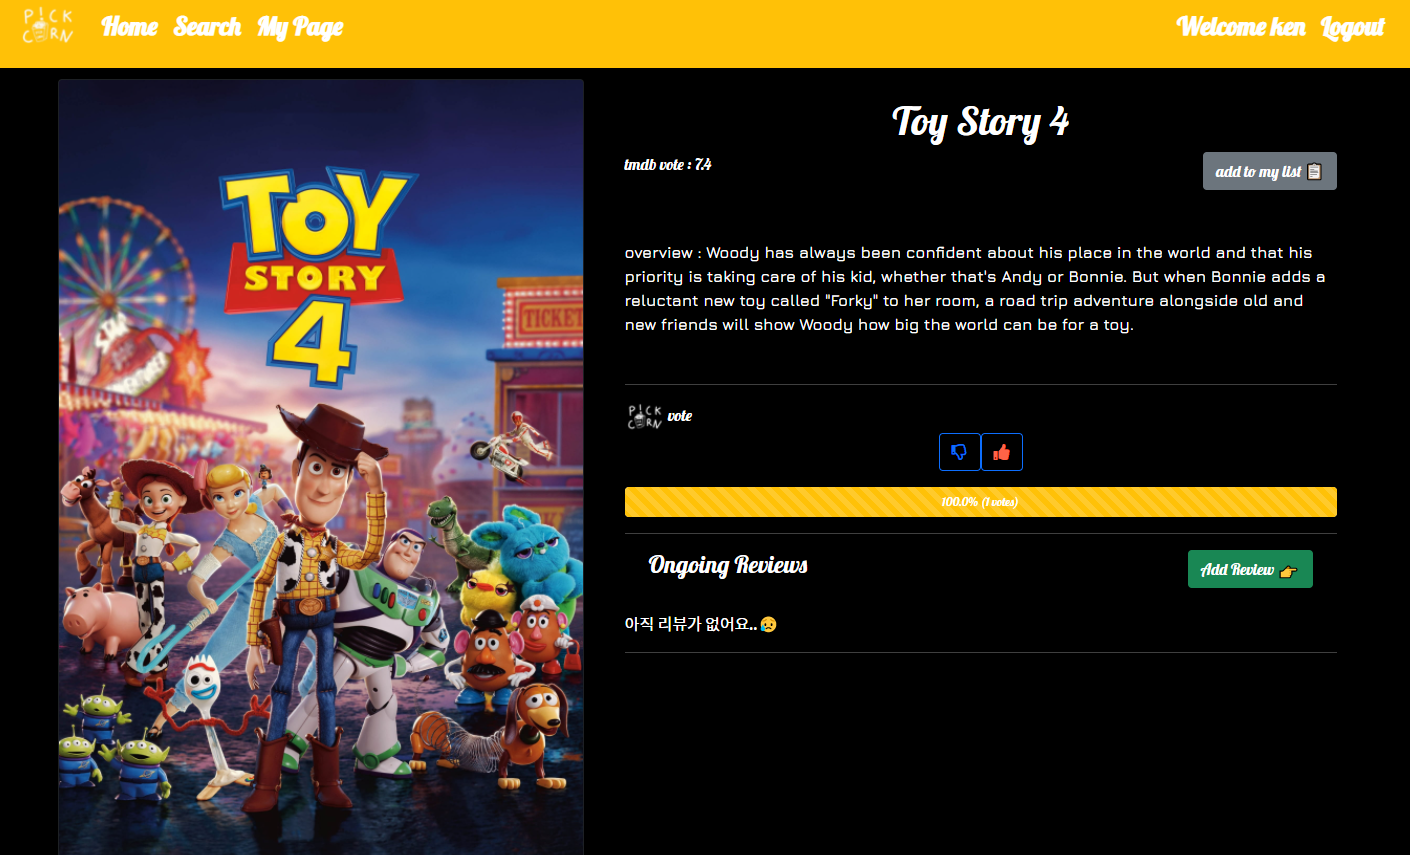 P!CK
CORN
Home Search My Page
Welcome ken Logout
TOY
STORY
4
TICKET
Toy Story 4
tmdb vote : 7.4
add to my list 📋
overview : Woody has always been confident about his place in the world and that his
priority is taking care of his kid, whether that's Andy or Bonnie. But when Bonnie adds a
reluctant new toy called "Forky" to her room, a road trip adventure alongside old and
new friends will show Woody how big the world can be for a toy.
P!CK
CORN
vote
100.0% (1 votes)
Ongoing Reviews
Add Review 👉
아직 리뷰가 없어요.. 😥